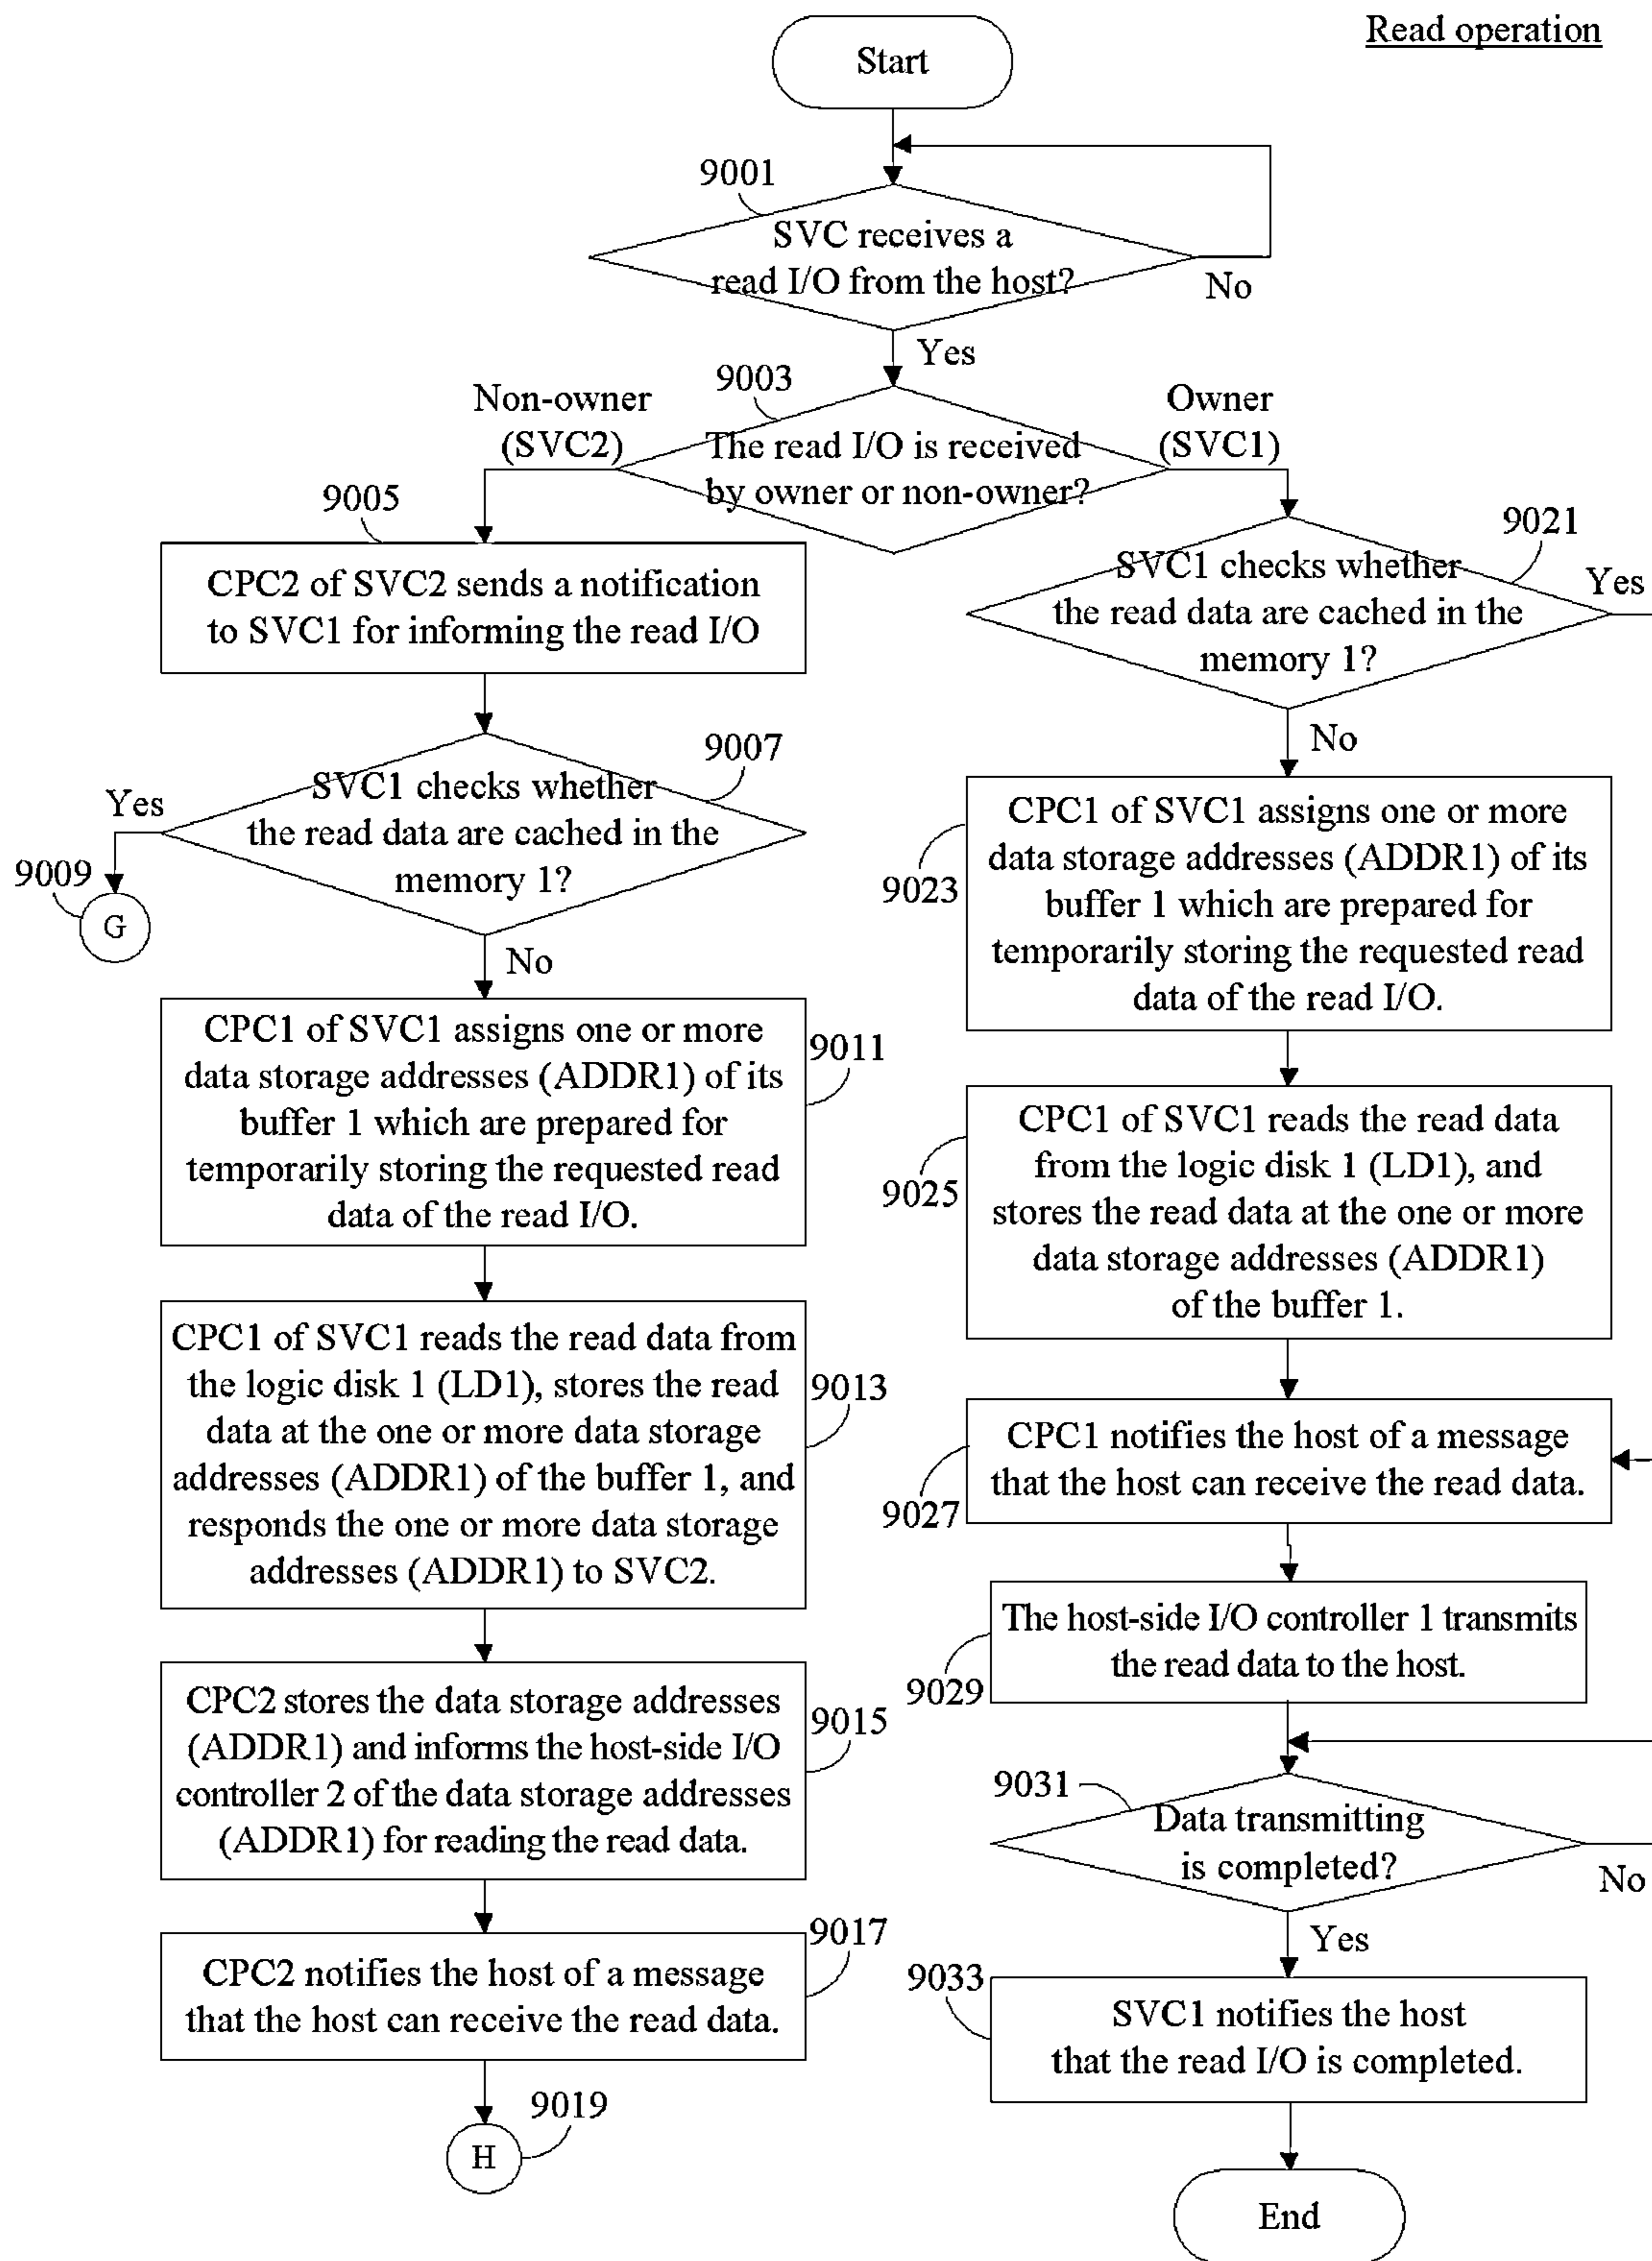 Read operation
Start
9001
SVC receives a
read I/O from the host?
No
Yes
9003
Non-owner
(SVC2)
The read I/O is received
by owner or non-owner?
Owner
(SVC1)
9005
CPC2 of SVC2 sends a notification
to SVC1 for informing the read I/O
9007
SVC1 checks whether
the read data are cached in the
memory 1?
Yes
9009
G
No
CPC1 of SVC1 assigns one or more
data storage addresses (ADDR1) of its
buffer 1 which are prepared for
temporarily storing the requested read
data of the read I/O.
9011
CPC1 of SVC1 reads the read data from
the logic disk 1 (LD1), stores the read
data at the one or more data storage
addresses (ADDR1) of the buffer 1, and
responds the one or more data storage
addresses (ADDR1) to SVC2.
9013
CPC2 stores the data storage addresses
(ADDR1) and informs the host-side I/O
controller 2 of the data storage addresses
(ADDR1) for reading the read data.
9015
CPC2 notifies the host of a message
that the host can receive the read data.
9017
9019
H
9021
SVC1 checks whether
the read data are cached in the
memory 1?
Yes
No
CPC1 of SVC1 assigns one or more
data storage addresses (ADDR1) of its
buffer 1 which are prepared for
temporarily storing the requested read
data of the read I/O.
9023
CPC1 of SVC1 reads the read data
from the logic disk 1 (LD1), and
stores the read data at the one or more
data storage addresses (ADDR1)
of the buffer 1.
9025
CPC1 notifies the host of a message
that the host can receive the read data.
9027
The host-side I/O controller 1 transmits
the read data to the host.
9029
9031
Data transmitting
is completed?
No
Yes
9033
SVC1 notifies the host
that the read I/O is completed.
End